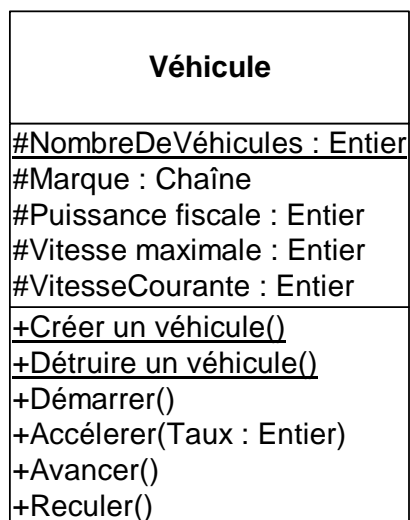 Véhicule
#NombreDeVéhicules : Entier
#Marque : Chaîne
#Puissance fiscale : Entier
#Vitesse maximale : Entier
#VitesseCourante : Entier
+Créer un véhicule()
+Détruire un véhicule()
+Démarrer()
+Accélerer(Taux : Entier)
+Avancer()
+Reculer()